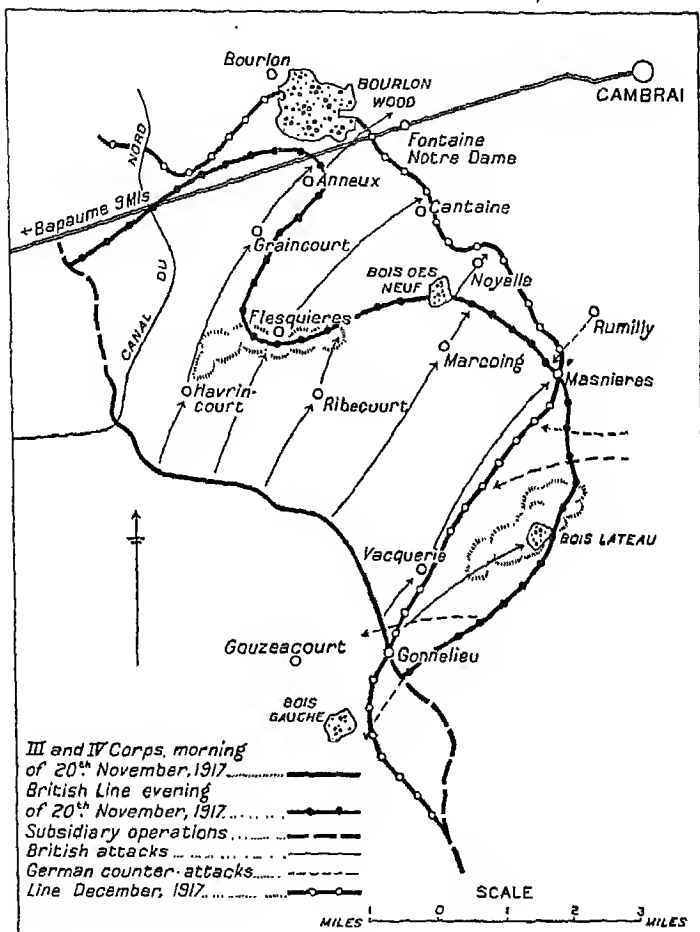 Bourlon
BOURLON
WOOD
CAMBRAI
NORD
Fontaine
Notre Dame
Anneux
←Bapaume 9Mls
Cantaine
Graincourt
BOIS DES
NEUF
Noyelle
CANAL DU
Flesquieres
Rumilly
Marcoing
Masnieres
Havrin-
court
Ribecourt
BOIS LATEAU
Vacquerie
Gouzeacourt
Gonnelieu
BOIS
GAUCHE
III and IV Corps, morning
of 20th November, 1917
British Line evening
of 20th November, 1917
Subsidiary operations
British attacks
German counter-attacks
Line December, 1917
SCALE
1 0 1 2 3
MILES MILES